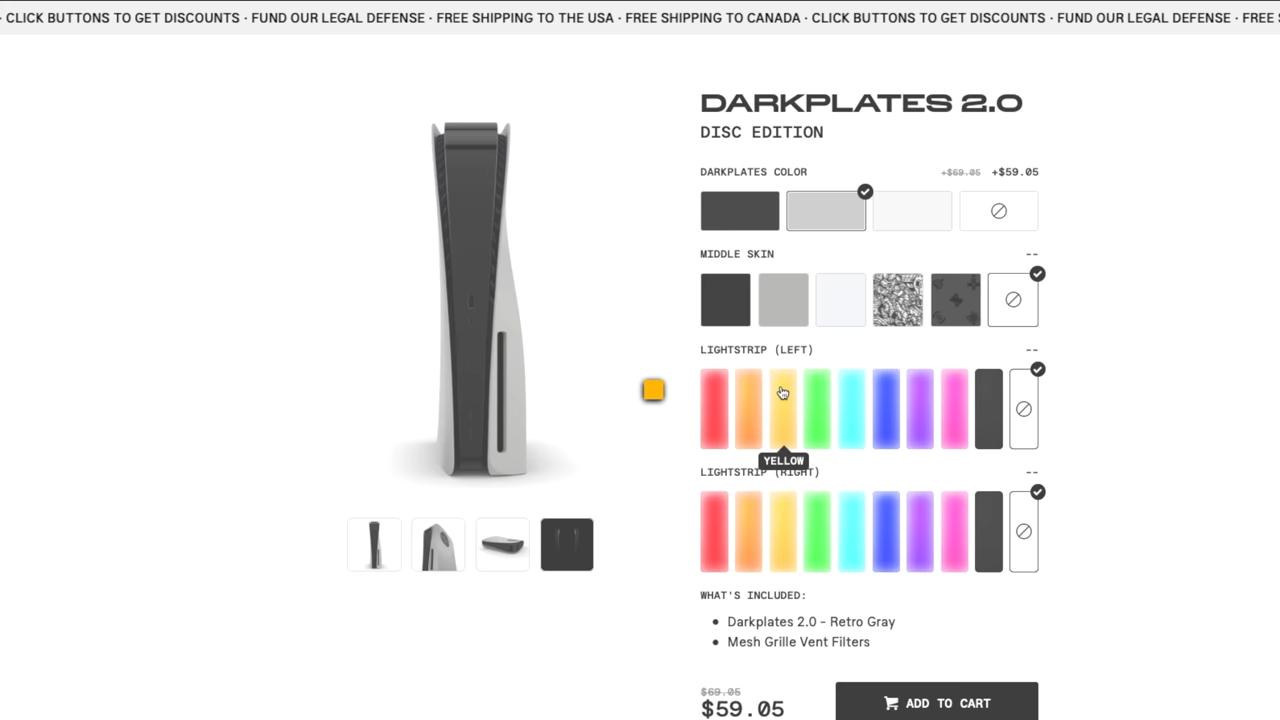 · CLICK BUTTONS TO GET DISCOUNTS · FUND OUR LEGAL DEFENSE · FREE SHIPPING TO THE USA · FREE SHIPPING TO CANADA · CLICK BUTTONS TO GET DISCOUNTS · FUND OUR LEGAL DEFENSE · FREE
DARKPLATES 2.0
DISC EDITION
DARKPLATES COLOR +$69.05 +$59.05
MIDDLE SKIN --
LIGHTSTRIP (LEFT) --
YELLOW
LIGHTSTRIP (RIGHT) --
WHAT'S INCLUDED:
• Darkplates 2.0 - Retro Gray
• Mesh Grille Vent Filters
$69.05
$59.05 ADD TO CART